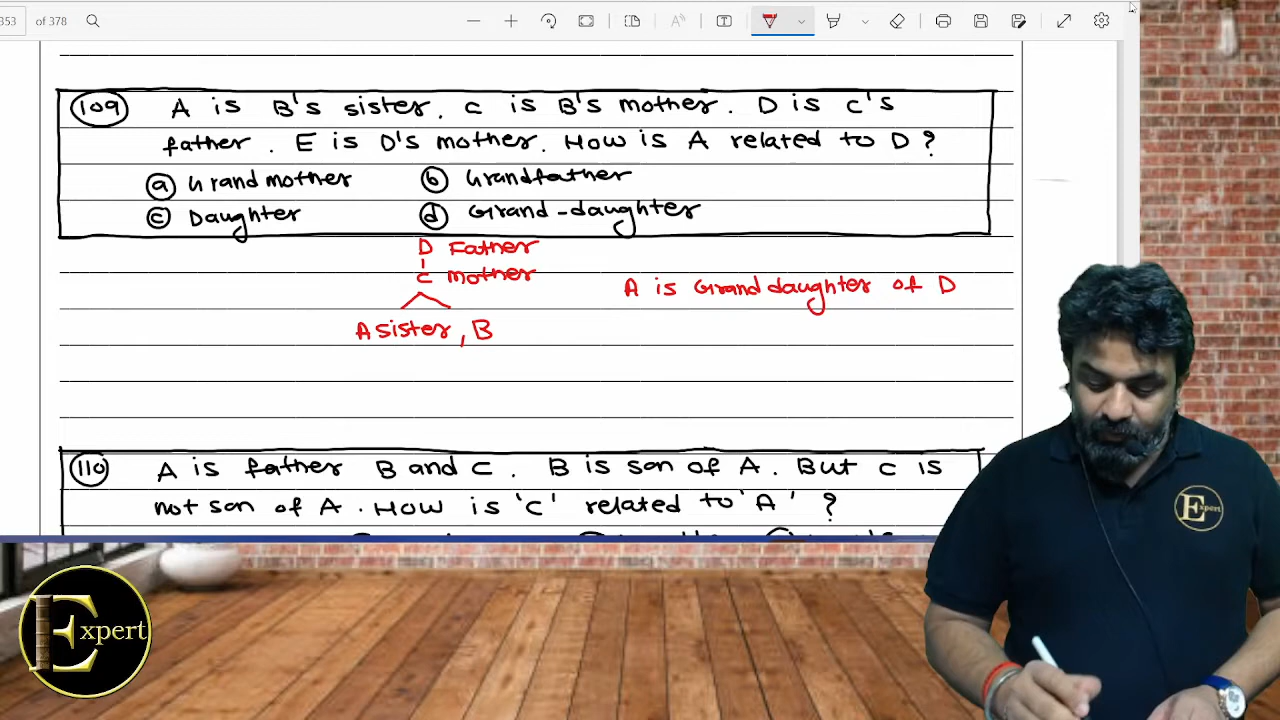 353 of 378
109 A is B's sister. C is B's mother. D is C's
father. E is D's mother. How is A related to D?
a Grandmother b Grandfather
c Daughter d Grand-daughter
D Father
C mother
A is Granddaughter of D
A sister, B
110 A is father B and C. B is son of A. But C is
not son of A. How is 'C' related to 'A' ?
Expert
Expert